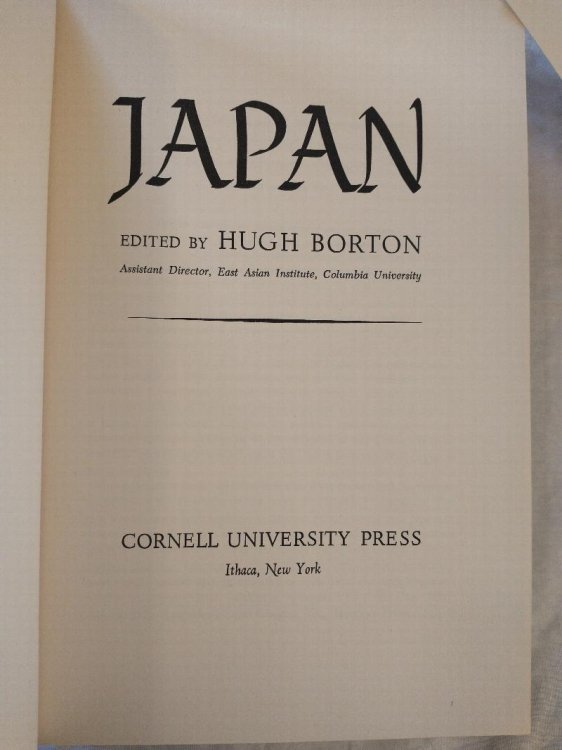 JAPAN
EDITED BY HUGH BORTON
Assistant Director, East Asian Institute, Columbia University
CORNELL UNIVERSITY PRESS
Ithaca, New York